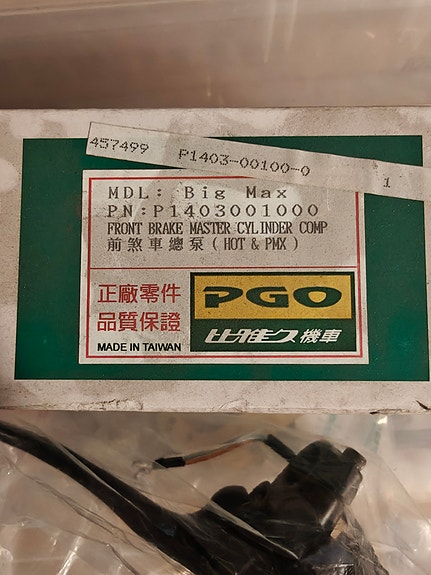 457499 P1403-00100-0 1
MDL: Big Max
PN:P1403001000
FRONT BRAKE MASTER CYLINDER COMP
前煞車總泵(HOT & PMX)
正廠零件
品質保證
MADE IN TAIWAN
PGO
比雅久機車